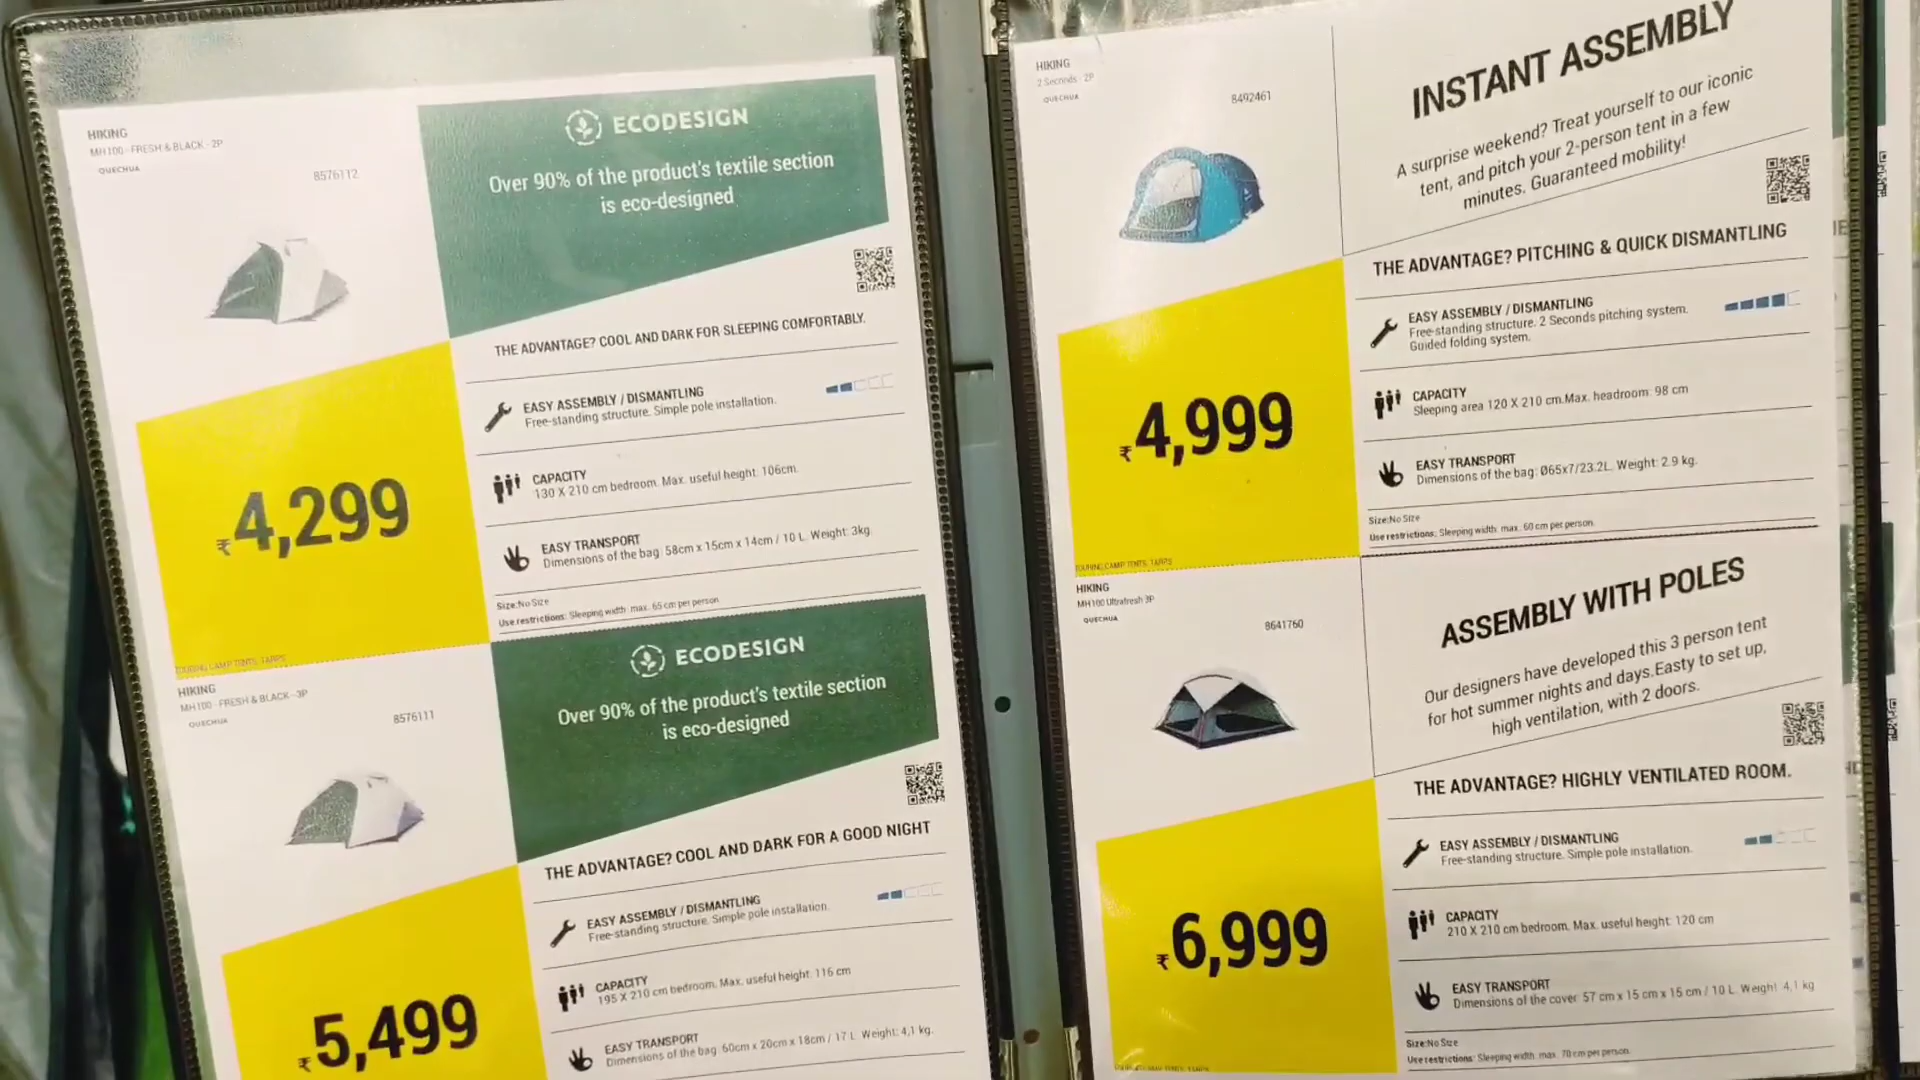 HIKING
MH100 - FRESH & BLACK - 2P
QUECHUA
8576112
ECODESIGN
Over 90% of the product's textile section
is eco-designed
THE ADVANTAGE? COOL AND DARK FOR SLEEPING COMFORTABLY.
EASY ASSEMBLY / DISMANTLING
Free-standing structure. Simple pole installation.
CAPACITY
130 X 210 cm bedroom. Max. useful height: 106cm.
EASY TRANSPORT
Dimensions of the bag: 58cm x 15cm x 14cm / 10 L. Weight: 3kg.
Size:No Size
Use restrictions: Sleeping width: max. 65 cm per person
₹4,299
TOURING CAMP TENTS, TARPS
HIKING
MH100 - FRESH & BLACK - 3P
QUECHUA
8576111
ECODESIGN
Over 90% of the product's textile section
is eco-designed
THE ADVANTAGE? COOL AND DARK FOR A GOOD NIGHT
EASY ASSEMBLY / DISMANTLING
Free-standing structure. Simple pole installation.
CAPACITY
195 X 210 cm bedroom. Max. useful height: 116 cm
EASY TRANSPORT
Dimensions of the bag: 60cm x 20cm x 18cm / 17 L. Weight: 4,1 kg.
₹5,499
HIKING
2 Seconds - 2P
QUECHUA
8492461
INSTANT ASSEMBLY
A surprise weekend? Treat yourself to our iconic
tent, and pitch your 2-person tent in a few
minutes. Guaranteed mobility!
THE ADVANTAGE? PITCHING & QUICK DISMANTLING
EASY ASSEMBLY / DISMANTLING
Free-standing structure. 2 Seconds pitching system.
Guided folding system.
CAPACITY
Sleeping area 120 X 210 cm.Max. headroom: 98 cm
EASY TRANSPORT
Dimensions of the bag: Ø65x7/23.2L. Weight: 2.9 kg.
Size:No Size
Use restrictions: Sleeping width: max. 60 cm per person.
₹4,999
TOURING CAMP TENTS, TARPS
HIKING
MH100 Ultrafresh 3P
QUECHUA
8641760
ASSEMBLY WITH POLES
Our designers have developed this 3 person tent
for hot summer nights and days.Easty to set up,
high ventilation, with 2 doors.
THE ADVANTAGE? HIGHLY VENTILATED ROOM.
EASY ASSEMBLY / DISMANTLING
Free-standing structure. Simple pole installation.
CAPACITY
210 X 210 cm bedroom. Max. useful height: 120 cm
EASY TRANSPORT
Dimensions of the cover: 57 cm x 15 cm x 15 cm / 10 L. Weight: 4,1 kg
Size:No Size
Use restrictions: Sleeping width: max. 70 cm per person.
₹6,999